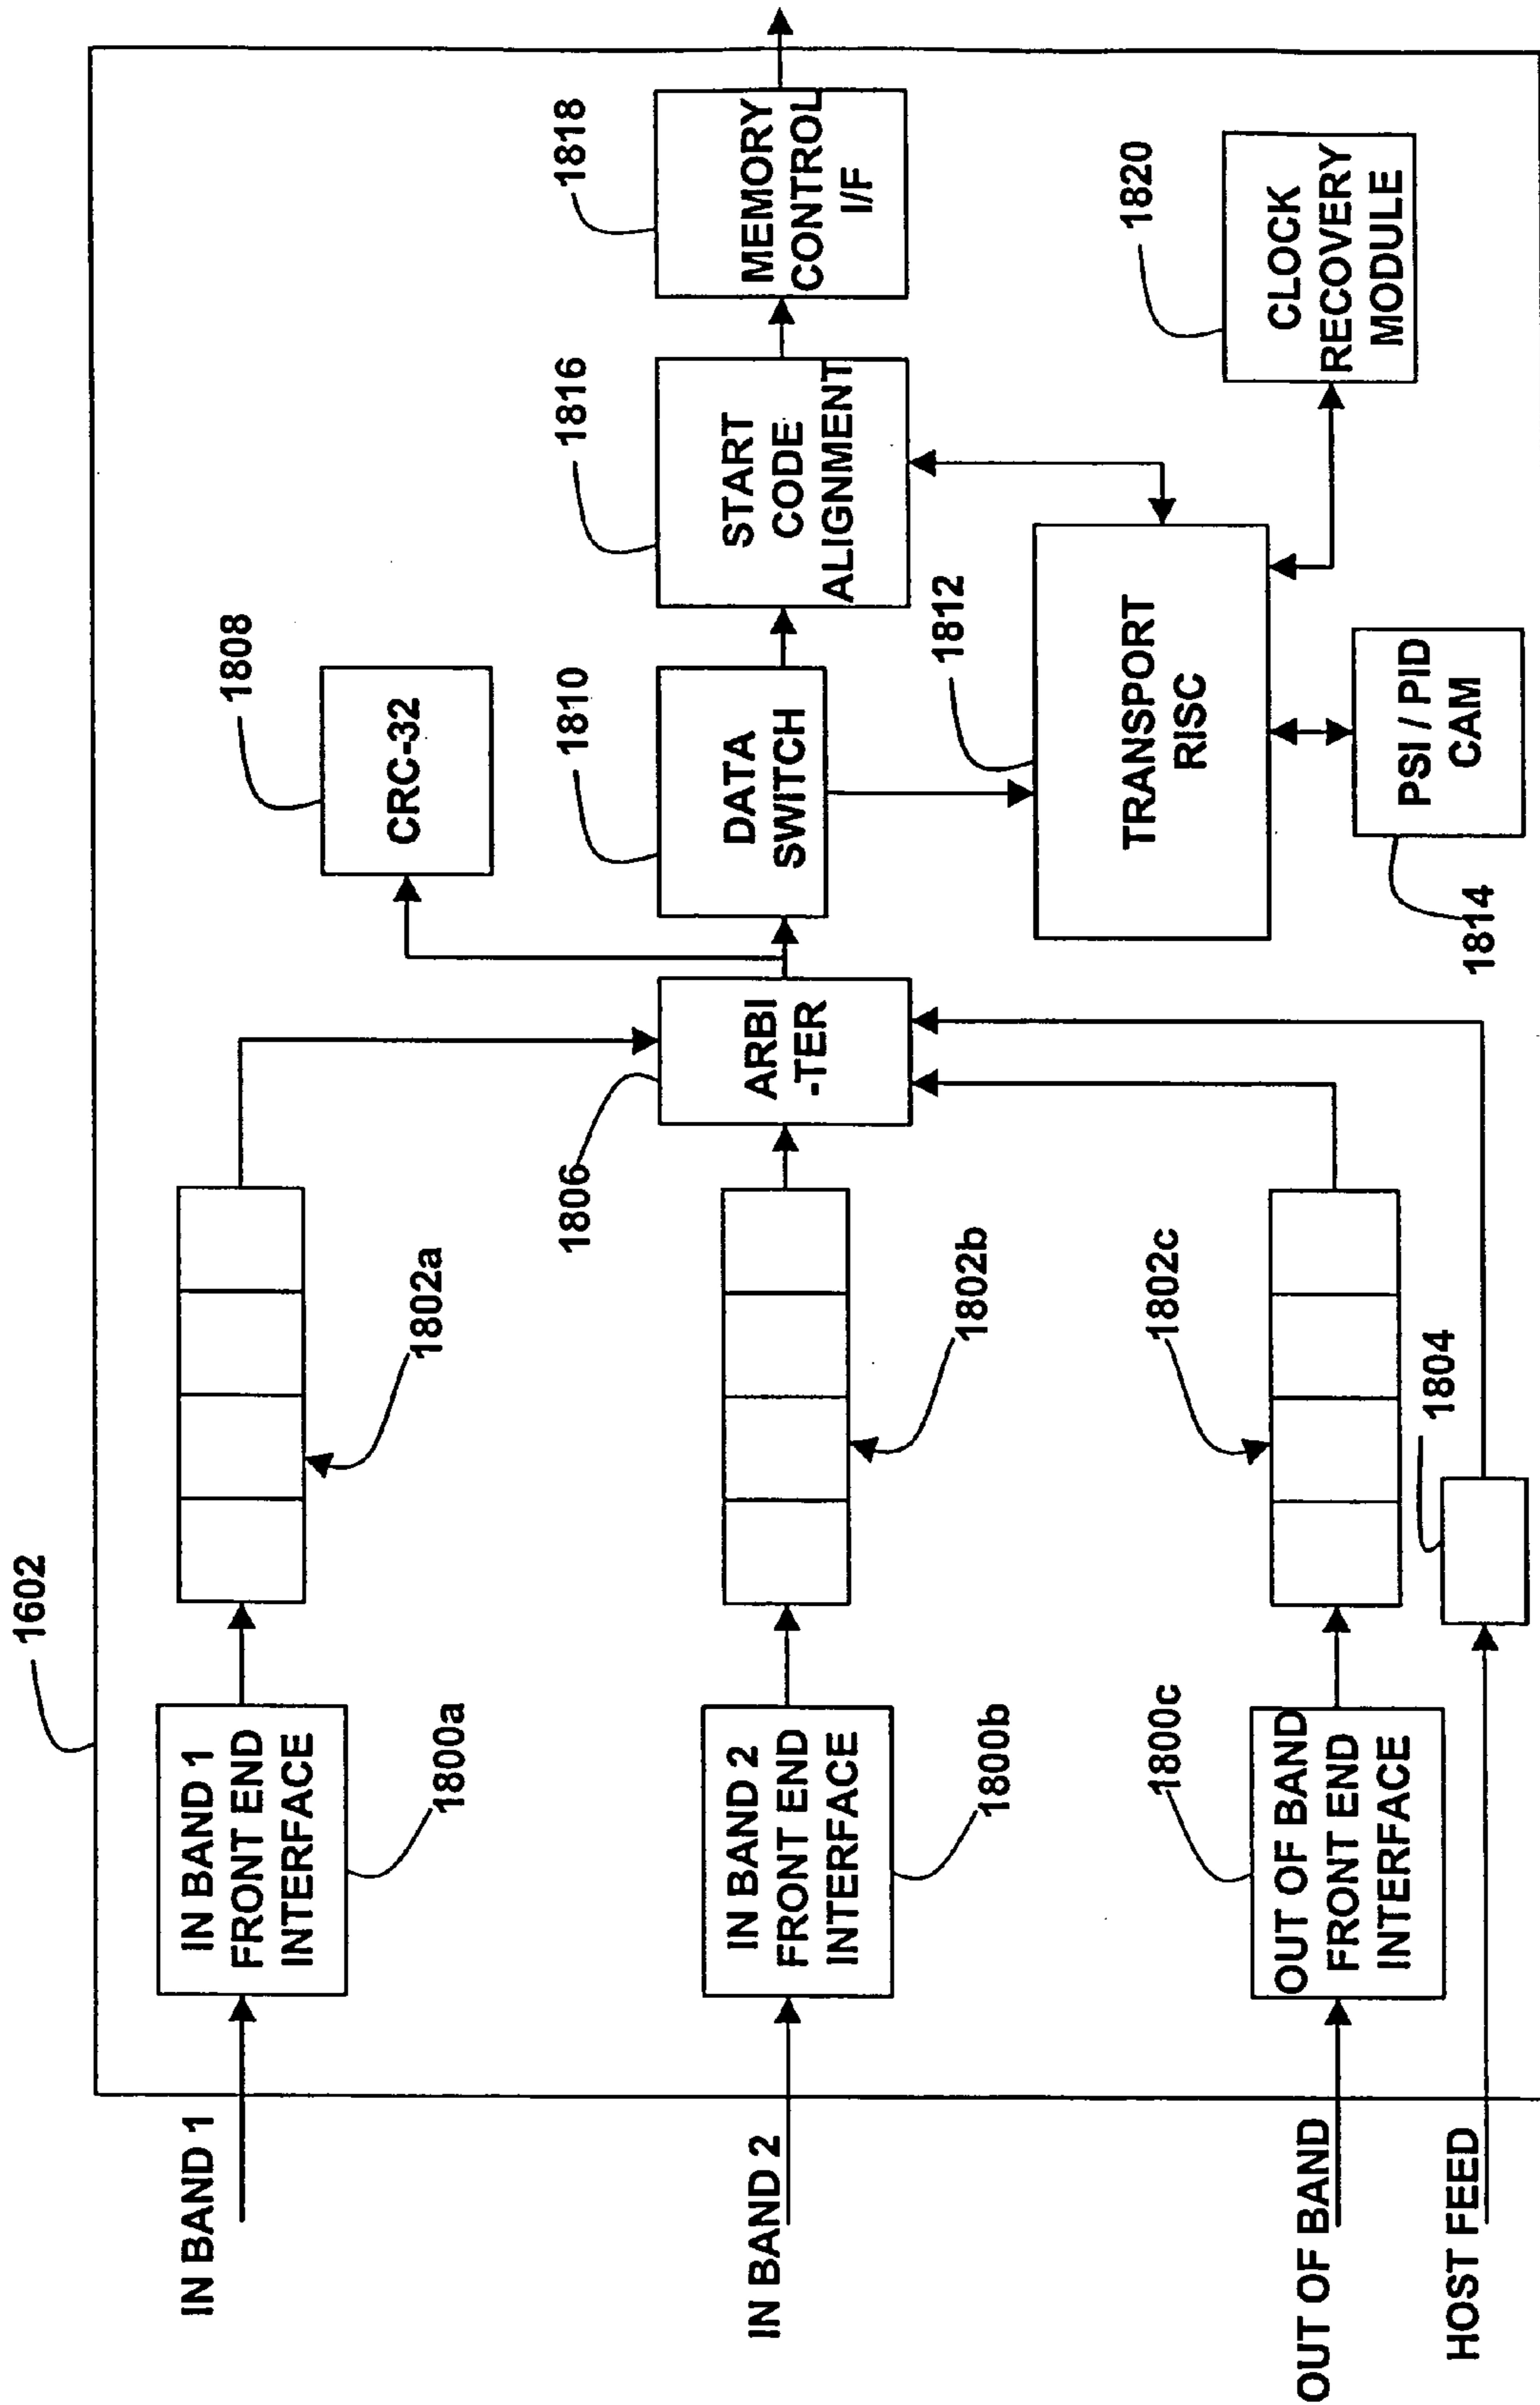 1602
IN BAND 1
IN BAND 1
FRONT END
INTERFACE
1800a
1802a
1808
CRC-32
IN BAND 2
IN BAND 2
FRONT END
INTERFACE
1800b
1802b
1806
ARBI
-TER
1810
DATA
SWITCH
1816
START
CODE
ALIGNMENT
1818
MEMORY
CONTROL
I/F
1812
TRANSPORT
RISC
1820
CLOCK
RECOVERY
MODULE
1814
PSI / PID
CAM
OUT OF BAND
OUT OF BAND
FRONT END
INTERFACE
1800c
1802c
1804
HOST FEED